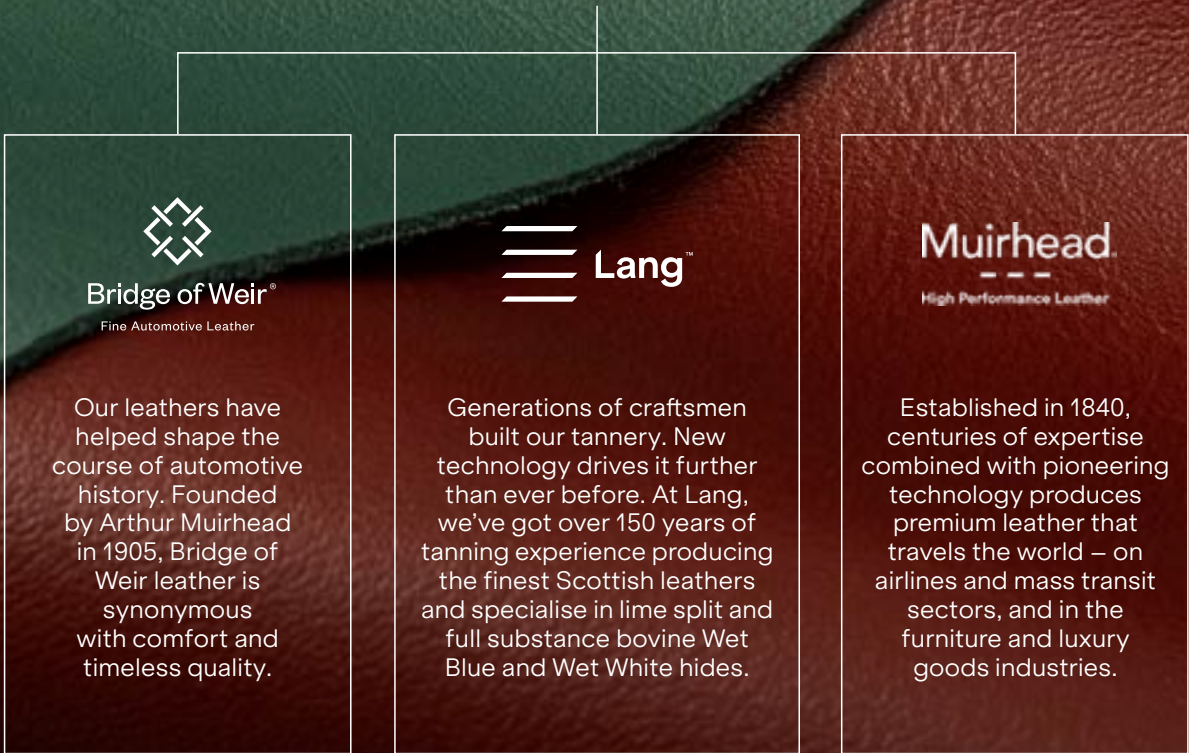 Bridge of Weir®
Fine Automotive Leather
Our leathers have
helped shape the
course of automotive
history. Founded
by Arthur Muirhead
in 1905, Bridge of
Weir leather is
synonymous
with comfort and
timeless quality.
Lang™
Generations of craftsmen
built our tannery. New
technology drives it further
than ever before. At Lang,
we’ve got over 150 years of
tanning experience producing
the finest Scottish leathers
and specialise in lime split and
full substance bovine Wet
Blue and Wet White hides.
Muirhead
High Performance Leather
Established in 1840,
centuries of expertise
combined with pioneering
technology produces
premium leather that
travels the world – on
airlines and mass transit
sectors, and in the
furniture and luxury
goods industries.